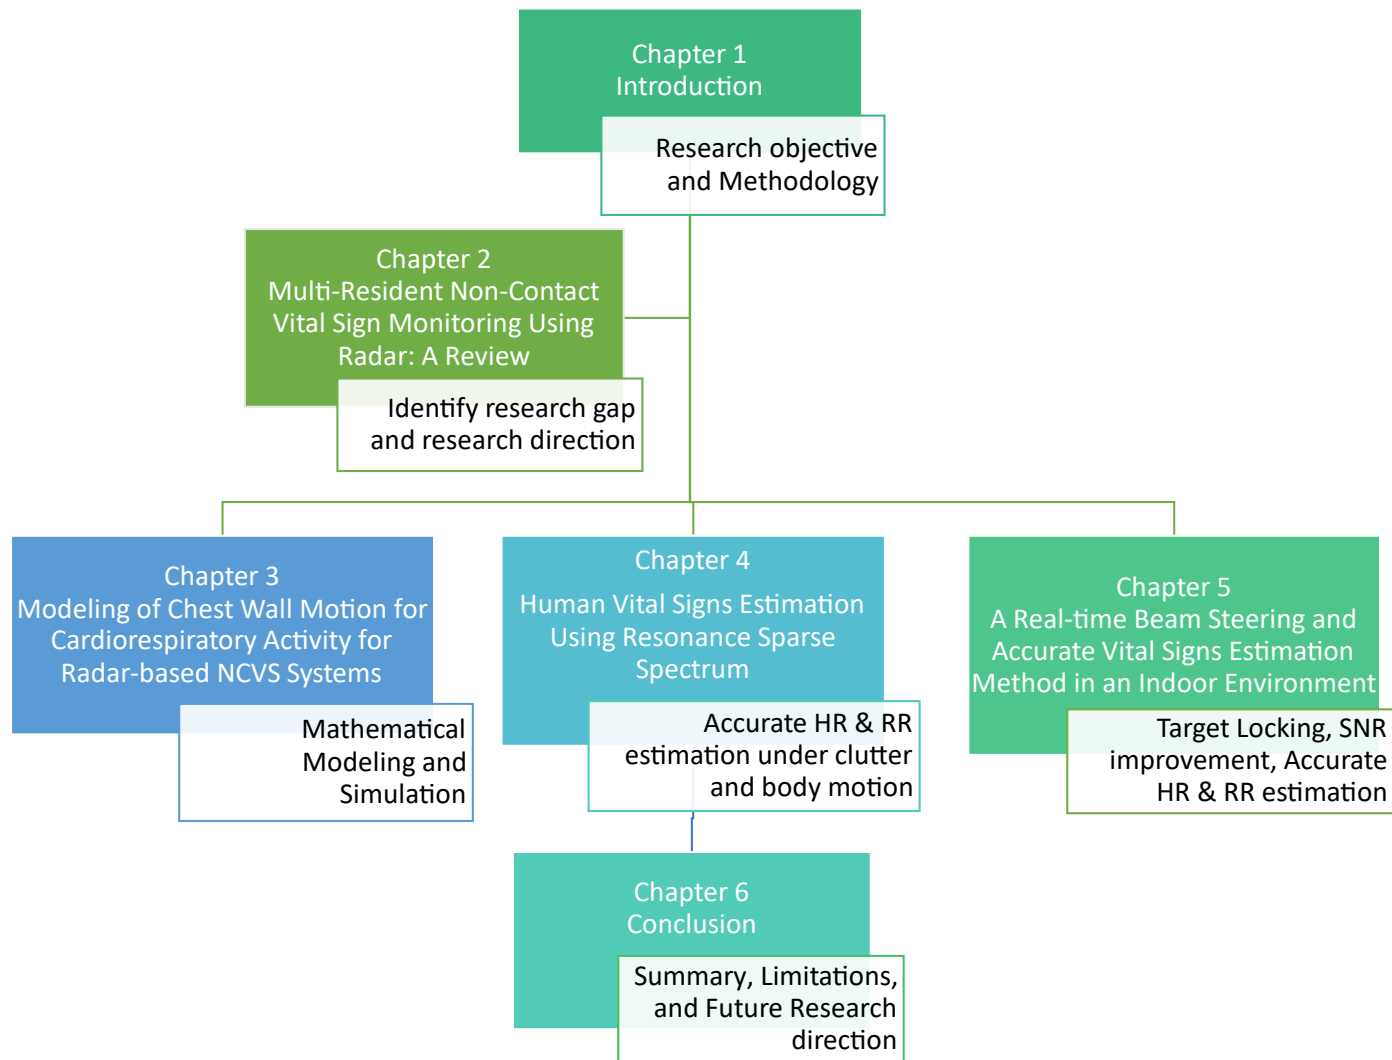 Chapter 1
Introduction
Research objective
and Methodology
Chapter 2
Multi-Resident Non-Contact
Vital Sign Monitoring Using
Radar: A Review
Identify research gap
and research direction
Chapter 3
Modeling of Chest Wall Motion for
Cardiorespiratory Activity for
Radar-based NCVS Systems
Mathematical
Modeling and
Simulation
Chapter 4
Human Vital Signs Estimation
Using Resonance Sparse
Spectrum
Accurate HR & RR
estimation under clutter
and body motion
Chapter 5
A Real-time Beam Steering and
Accurate Vital Signs Estimation
Method in an Indoor Environment
Target Locking, SNR
improvement, Accurate
HR & RR estimation
Chapter 6
Conclusion
Summary, Limitations,
and Future Research
direction